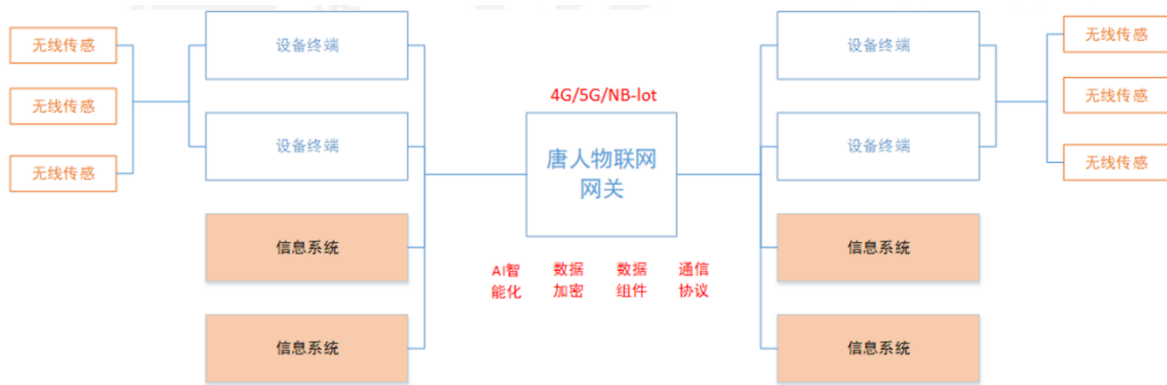 无线传感
无线传感
无线传感
设备终端
设备终端
信息系统
信息系统
4G/5G/NB-lot
唐人物联网
网关
AI智
能化
数据
加密
数据
组件
通信
协议
设备终端
设备终端
信息系统
信息系统
无线传感
无线传感
无线传感